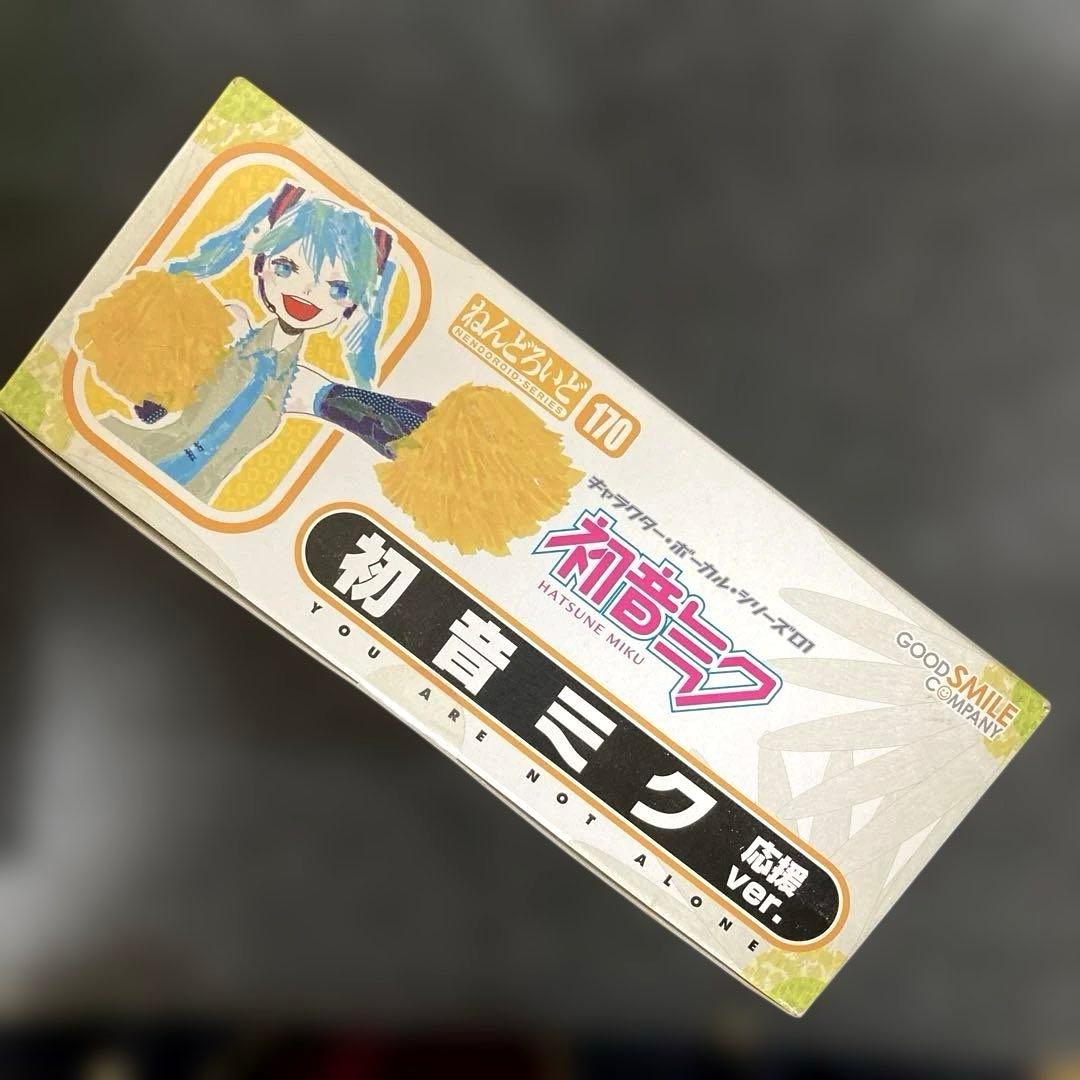 ねんどろいど
NENDOROID・SERIES
170
キャラクター・ボーカル・シリーズ01
初音ミク
HATSUNE MIKU
GOOD SMILE
COMPANY
初音ミク 応援
ver.
YOU ARE NOT ALONE